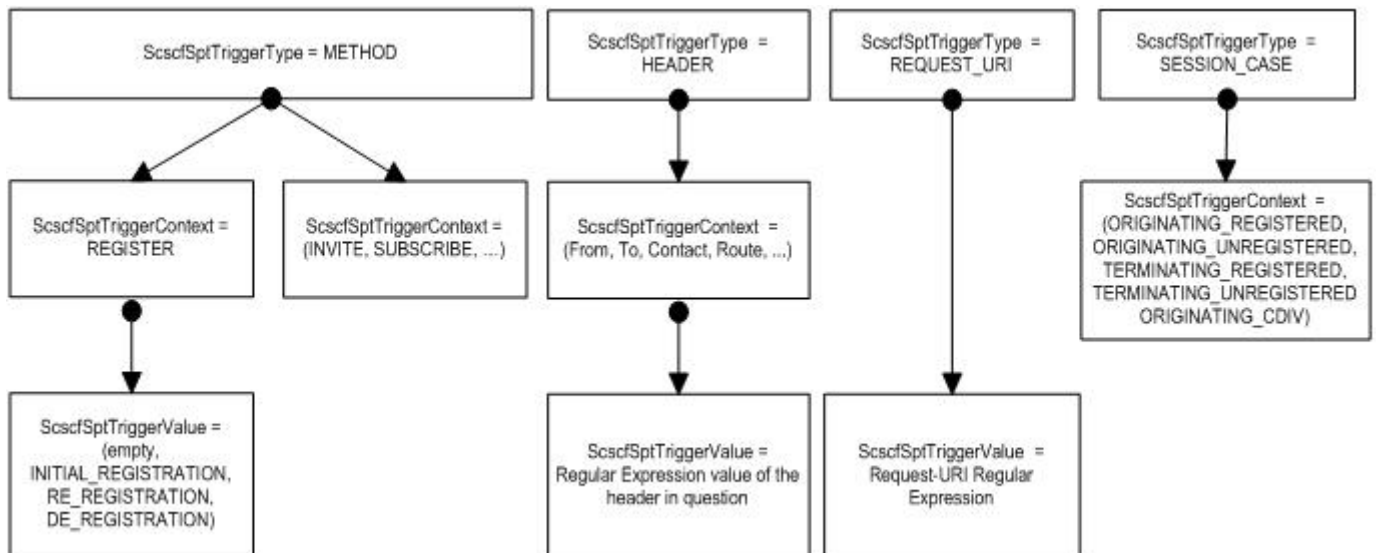 ScscfSptTriggerType = METHOD
ScscfSptTriggerType =
HEADER
ScscfSptTriggerType =
REQUEST_URI
ScscfSptTriggerType =
SESSION_CASE
ScscfSptTriggerContext =
REGISTER
ScscfSptTriggerContext =
(INVITE, SUBSCRIBE, ...)
ScscfSptTriggerContext =
(From, To, Contact, Route, ...)
ScscfSptTriggerContext =
(ORIGINATING_REGISTERED,
ORIGINATING_UNREGISTERED,
TERMINATING_REGISTERED,
TERMINATING_UNREGISTERED
ORIGINATING_CDIV)
ScscfSptTriggerValue =
(empty,
INITIAL_REGISTRATION,
RE_REGISTRATION,
DE_REGISTRATION)
ScscfSptTriggerValue =
Regular Expression value of the
header in question
ScscfSptTriggerValue =
Request-URI Regular
Expression